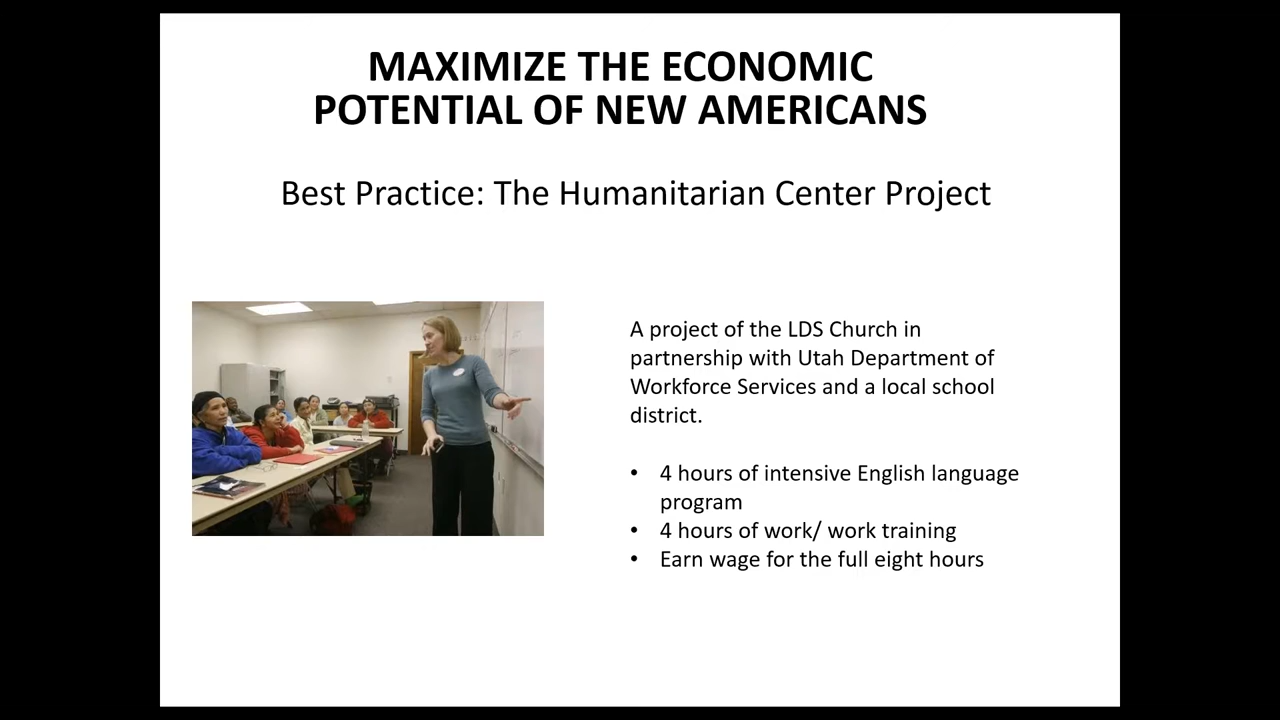 MAXIMIZE THE ECONOMIC
POTENTIAL OF NEW AMERICANS
Best Practice: The Humanitarian Center Project
A project of the LDS Church in
partnership with Utah Department of
Workforce Services and a local school
district.
• 4 hours of intensive English language
program
• 4 hours of work/ work training
• Earn wage for the full eight hours